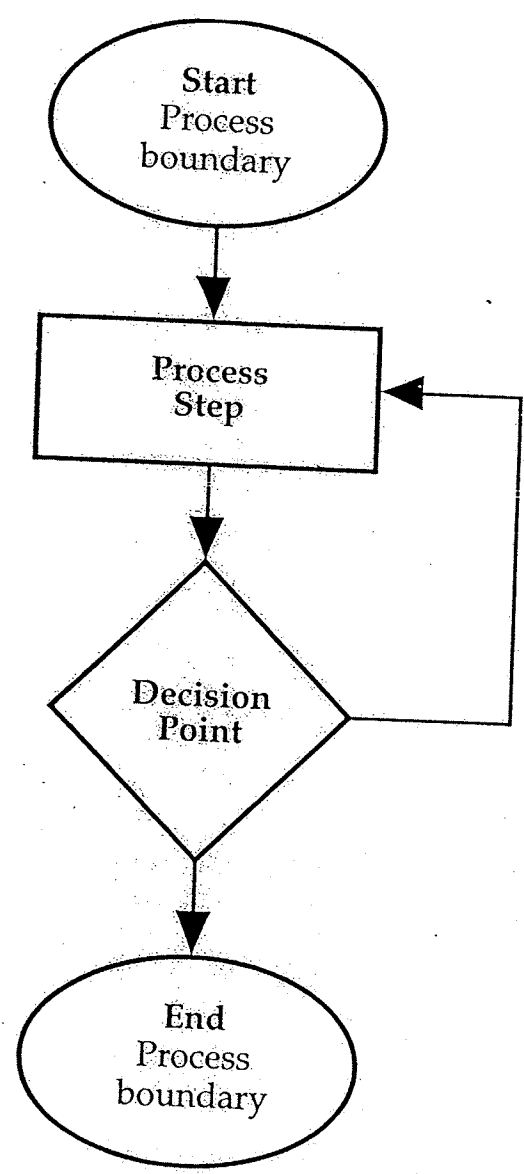 Start
Process
boundary
Process
Step
Decision
Point
End
Process
boundary